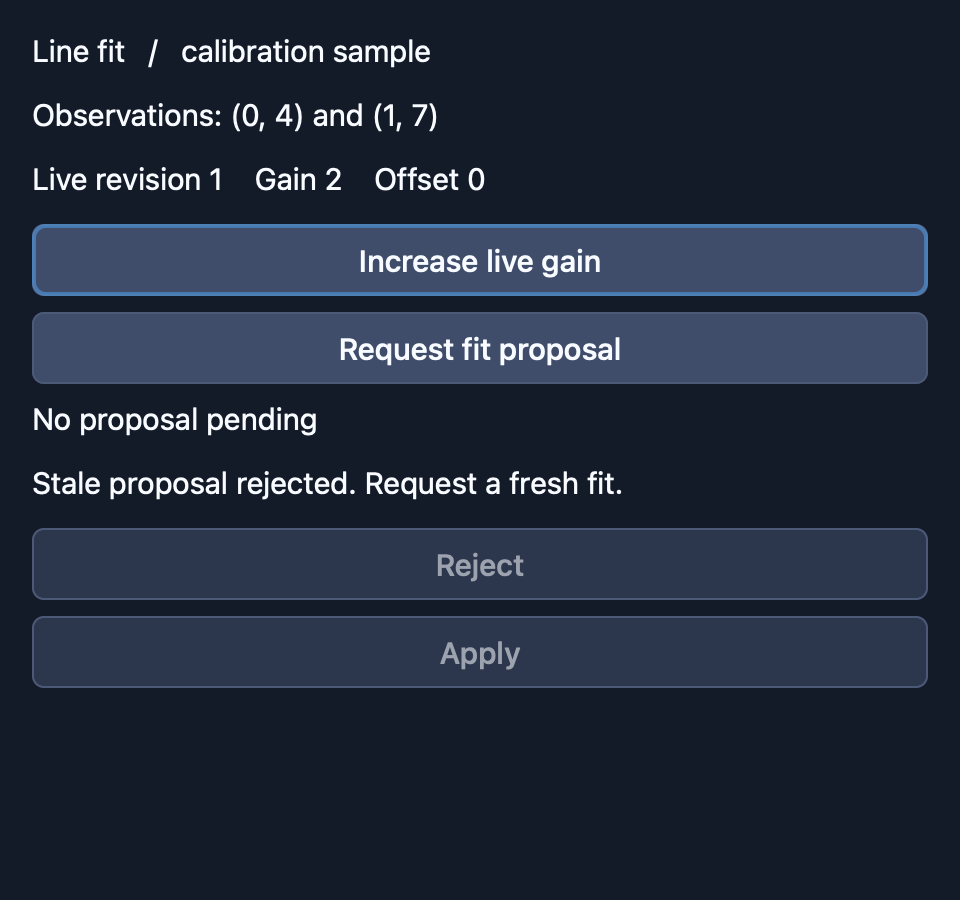 Line fit / calibration sample
Observations: (0, 4) and (1, 7)
Live revision 1 Gain 2 Offset 0
Increase live gain
Request fit proposal
No proposal pending
Stale proposal rejected. Request a fresh fit.
Reject
Apply